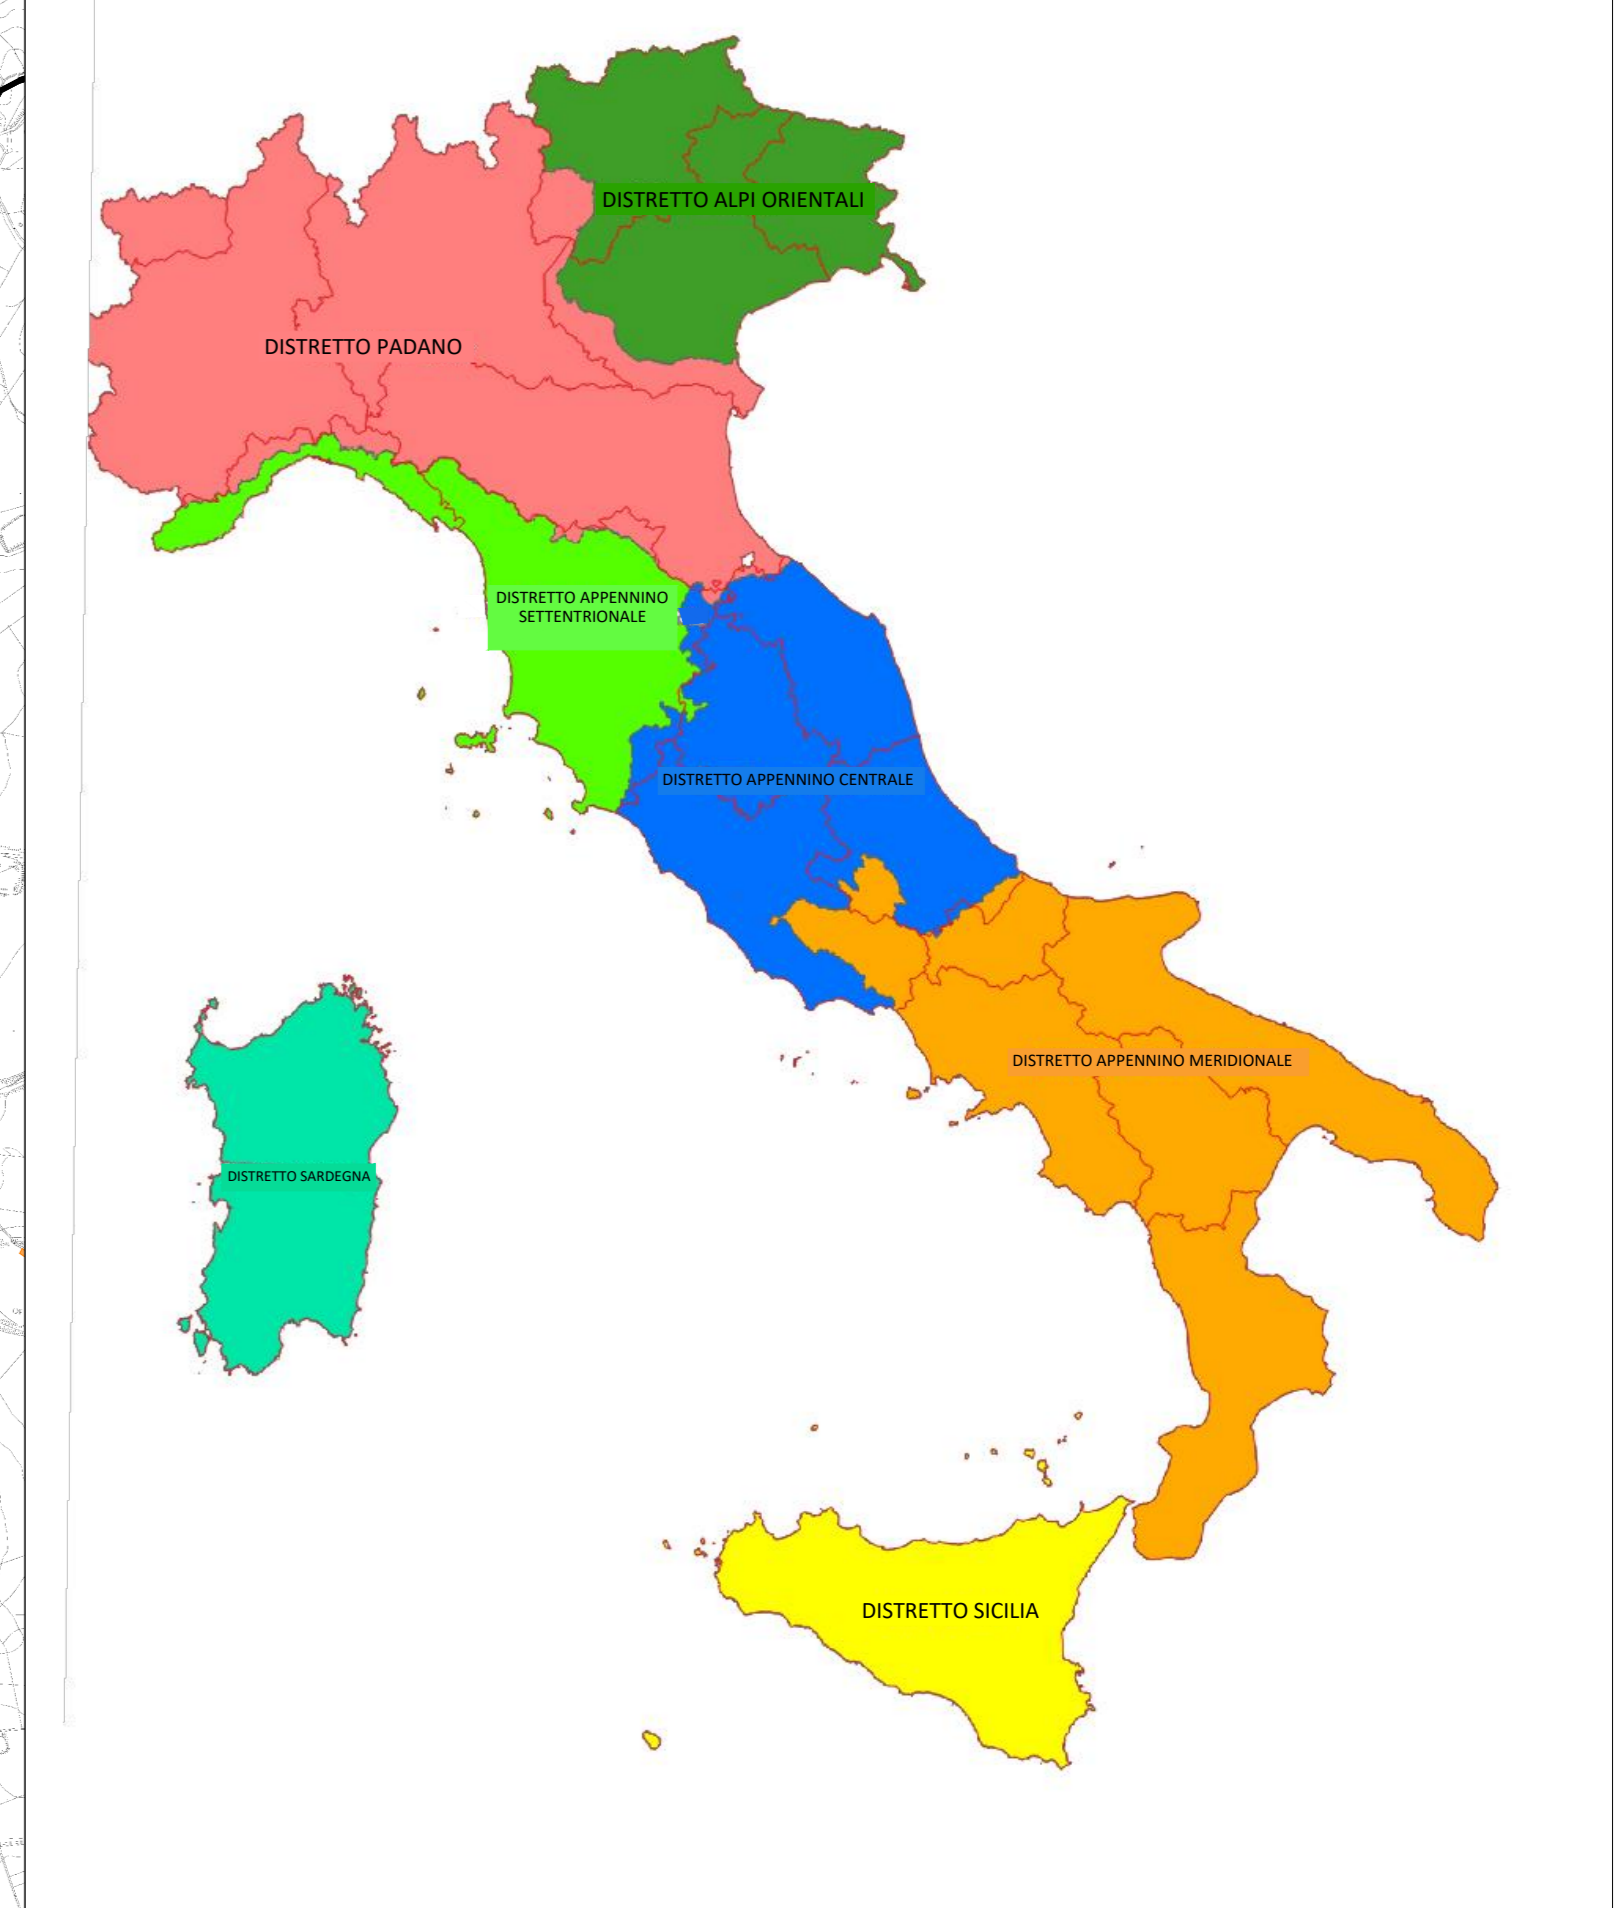 DISTRETTO ALPI ORIENTALI
DISTRETTO PADANO
DISTRETTO APPENNINO
SETTENTRIONALE
DISTRETTO APPENNINO CENTRALE
DISTRETTO APPENNINO MERIDIONALE
DISTRETTO SARDEGNA
DISTRETTO SICILIA